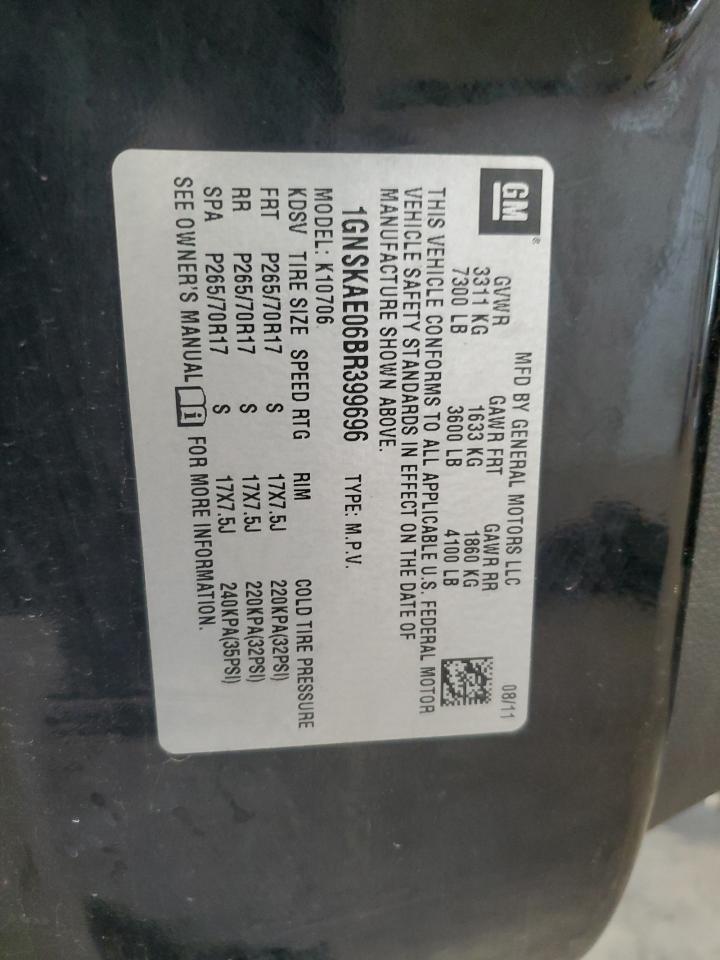 GM®
MFD BY GENERAL MOTORS LLC 08/11
GVWR GAWR FRT GAWR RR
3311 KG 1633 KG 1860 KG
7300 LB 3600 LB 4100 LB
THIS VEHICLE CONFORMS TO ALL APPLICABLE U.S. FEDERAL MOTOR
VEHICLE SAFETY STANDARDS IN EFFECT ON THE DATE OF
MANUFACTURE SHOWN ABOVE.
1GNSKAE06BR399696 TYPE: M.P.V.
MODEL: K10706
KDSV TIRE SIZE SPEED RTG RIM COLD TIRE PRESSURE
FRT P265/70R17 S 17X7.5J 220KPA(32PSI)
RR P265/70R17 S 17X7.5J 220KPA(32PSI)
SPA P265/70R17 S 17X7.5J 240KPA(35PSI)
SEE OWNER'S MANUAL i FOR MORE INFORMATION.